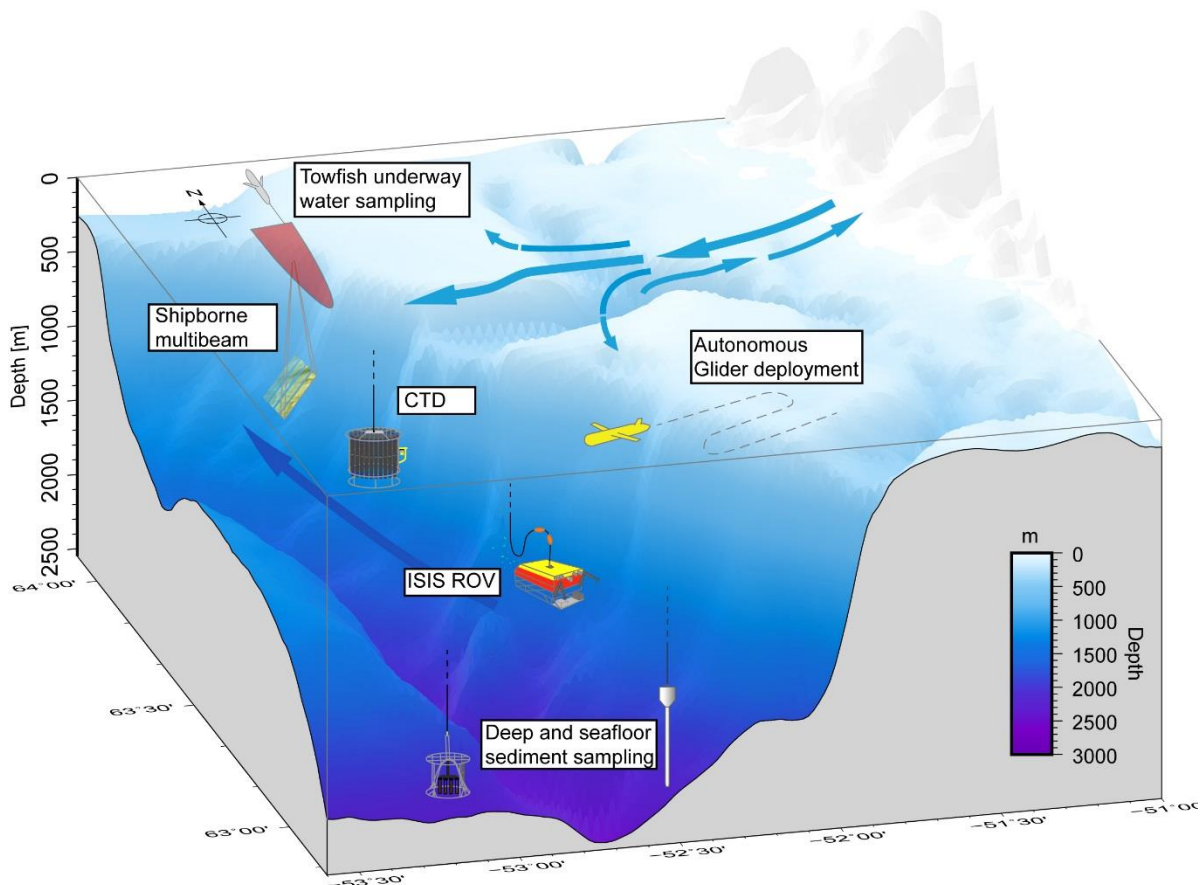 Towfish underway
water sampling
N
Shipborne
multibeam
CTD
Autonomous
Glider deployment
ISIS ROV
Deep and seafloor
sediment sampling
Depth [m]
0
500
1000
1500
2000
2500
64°00'
63°30'
63°00'
−53°30'
−53°00'
−52°30'
−52°00'
−51°30'
−51°00'
m
0
500
1000
1500
2000
2500
3000
Depth